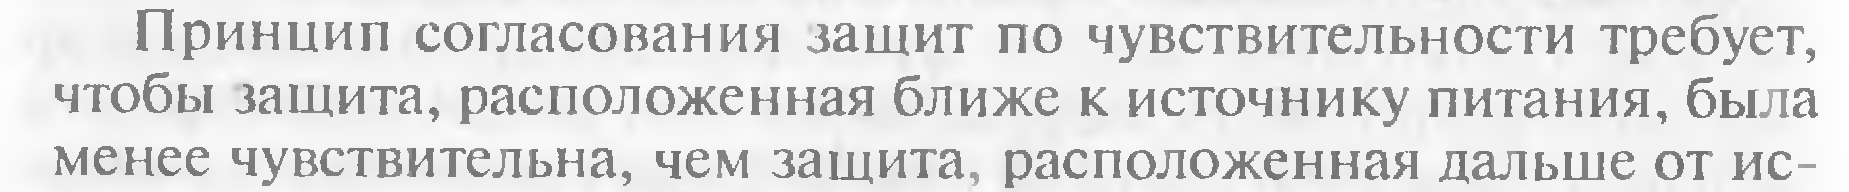 Принцип согласования защит по чувствительности требует,
чтобы защита, расположенная ближе к источнику питания, была
менее чувствительна, чем защита, расположенная дальше от ис-